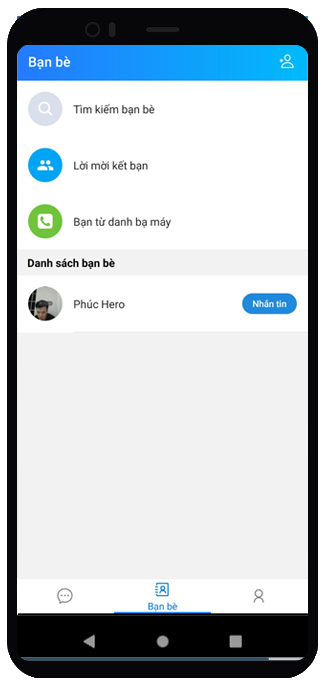 Bạn bè
Tìm kiếm bạn bè
Lời mời kết bạn
Bạn từ danh bạ máy
Danh sách bạn bè
Phúc Hero
Nhắn tin
Bạn bè